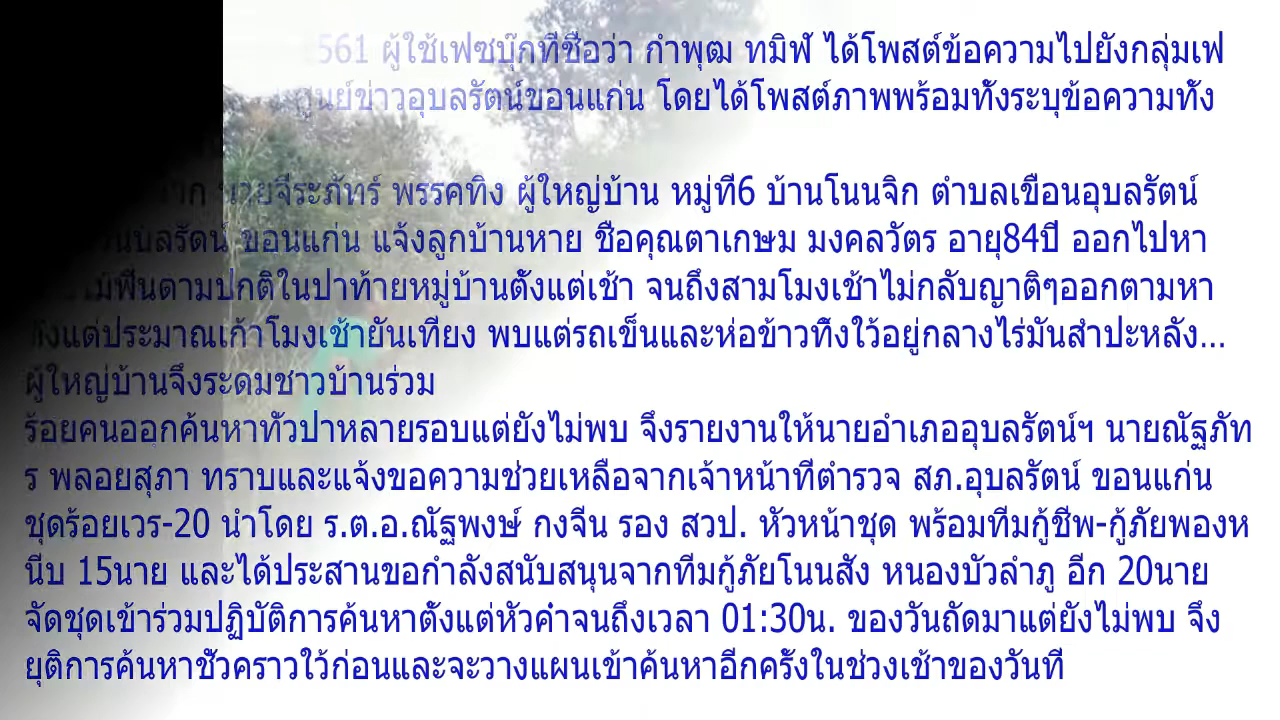 561 ผู้ใช้เฟซบุ๊กที่ชื่อว่า กำพุฒ ทมิฬ ได้โพสต์ข้อความไปยังกลุ่มเฟ
ศูนย์ข่าวอุบลรัตน์ขอนแก่น โดยได้โพสต์ภาพพร้อมทั้งระบุข้อความทั้ง
นายจีระภัทร์ พรรคทิง ผู้ใหญ่บ้าน หมู่ที่6 บ้านโนนจิก ตำบลเขื่อนอุบลรัตน์
ขอนแก่น แจ้งลูกบ้านหาย ชื่อคุณตาเกษม มงคลวัตร อายุ84ปี ออกไปหา
ตามปกติในป่าท้ายหมู่บ้านตั้งแต่เช้า จนถึงสามโมงเช้าไม่กลับญาติๆออกตามหา
ตั้งแต่ประมาณเก้าโมงเช้ายันเที่ยง พบแต่รถเข็นและห่อข้าวทิ้งใว้อยู่กลางไร่มันสำปะหลัง...
ผู้ใหญ่บ้านจึงระดมชาวบ้านร่วม
ร้อยคนออกค้นหาทั่วป่าหลายรอบแต่ยังไม่พบ จึงรายงานให้นายอำเภออุบลรัตน์ฯ นายณัฐภัท
ร พลอยสุภา ทราบและแจ้งขอความช่วยเหลือจากเจ้าหน้าที่ตำรวจ สภ.อุบลรัตน์ ขอนแก่น
ชุดร้อยเวร-20 นำโดย ร.ต.อ.ณัฐพงษ์ กงจีน รอง สวป. หัวหน้าชุด พร้อมทีมกู้ชีพ-กู้ภัยพองห
นีบ 15นาย และได้ประสานขอกำลังสนับสนุนจากทีมกู้ภัยโนนสัง หนองบัวลำภู อีก 20นาย
จัดชุดเข้าร่วมปฏิบัติการค้นหาตั้งแต่หัวค่ำจนถึงเวลา 01:30น. ของวันถัดมาแต่ยังไม่พบ จึง
ยุติการค้นหาชั่วคราวใว้ก่อนและจะวางแผนเข้าค้นหาอีกครั้งในช่วงเช้าของวันที่